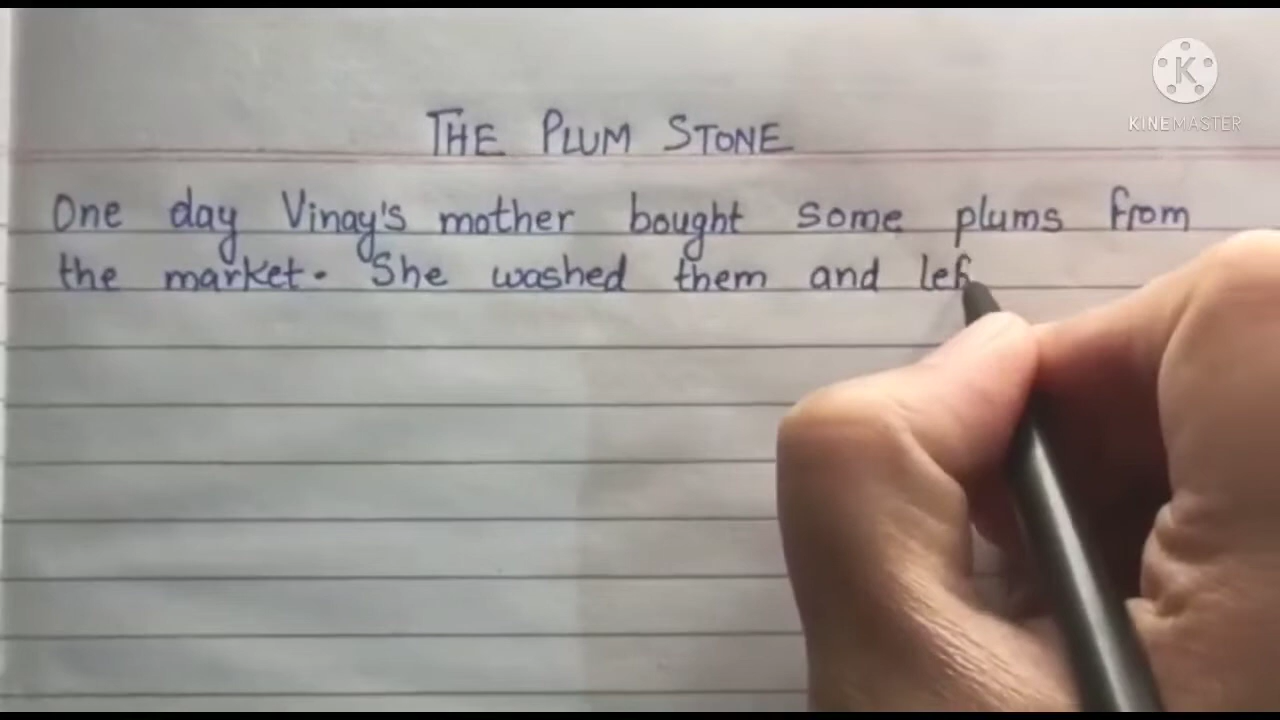 KINEMASTER
THE PLUM STONE
One day Vinay's mother bought some plums from
the market. She washed them and lef